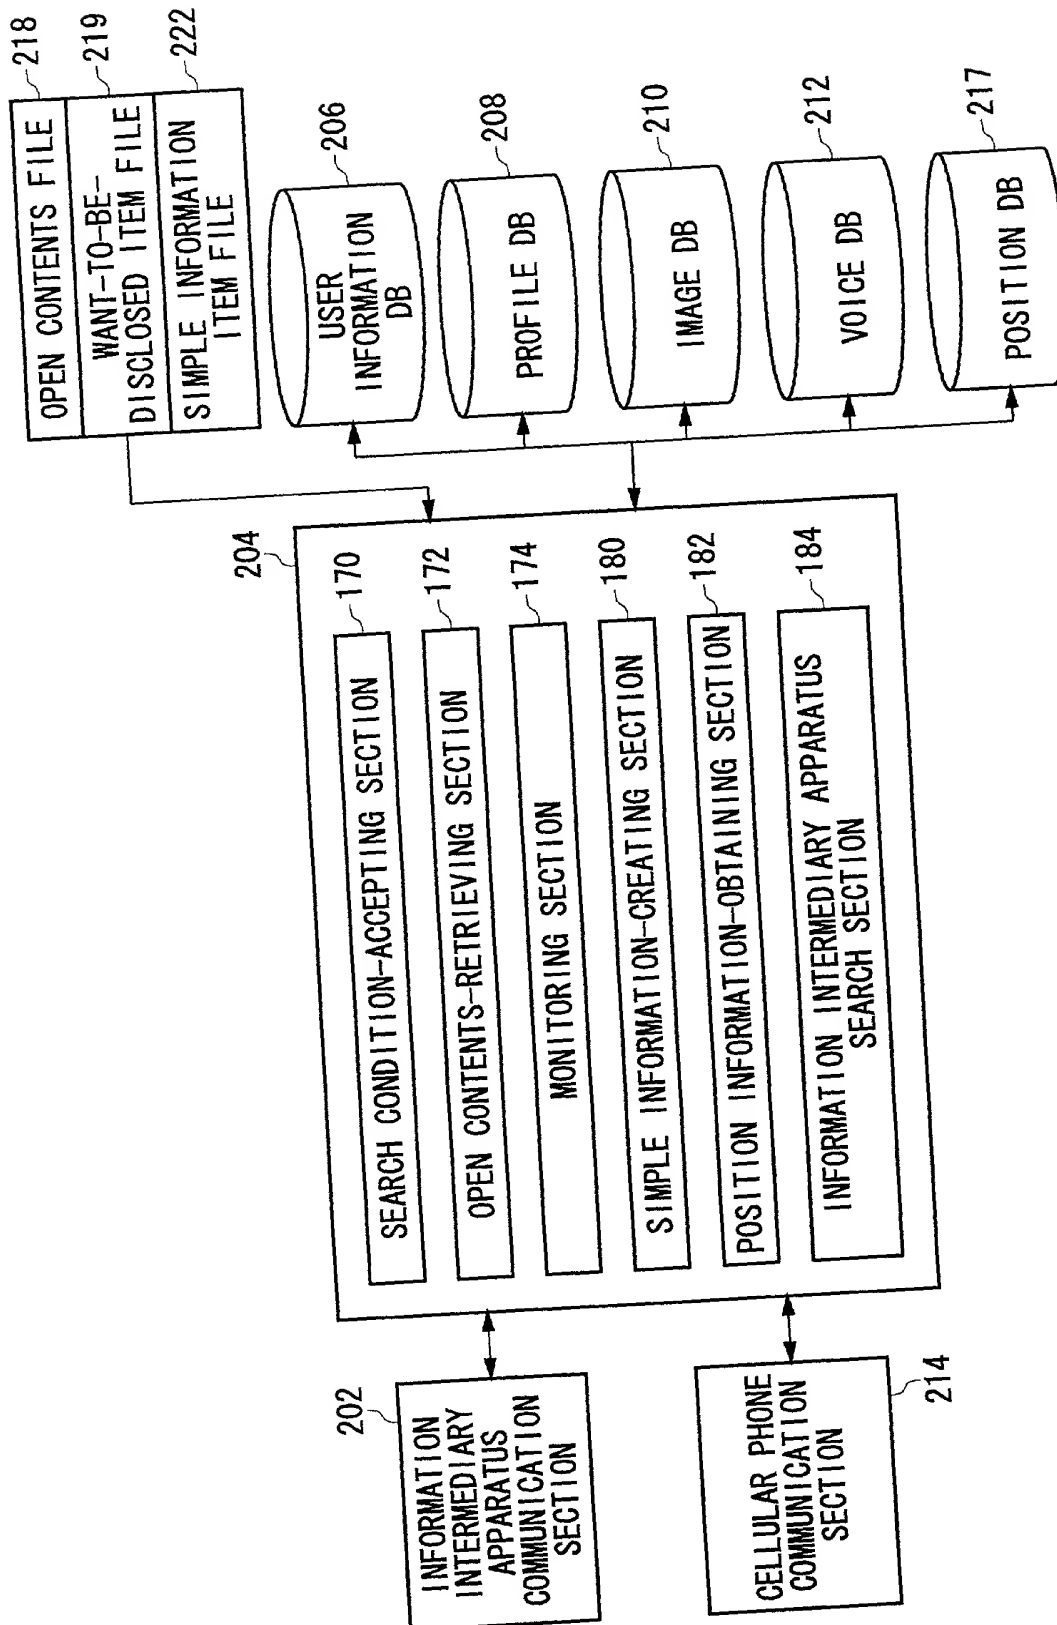 218
OPEN CONTENTS FILE
219
WANT-TO-BE-
DISCLOSED ITEM FILE
222
SIMPLE INFORMATION
ITEM FILE
206
USER
INFORMATION
DB
208
PROFILE DB
210
IMAGE DB
212
VOICE DB
217
POSITION DB
204
170
SEARCH CONDITION-ACCEPTING SECTION
172
OPEN CONTENTS-RETRIEVING SECTION
174
MONITORING SECTION
180
SIMPLE INFORMATION-CREATING SECTION
182
POSITION INFORMATION-OBTAINING SECTION
184
INFORMATION INTERMEDIARY APPARATUS
SEARCH SECTION
202
INFORMATION
INTERMEDIARY
APPARATUS
COMMUNICATION
SECTION
214
CELLULAR PHONE
COMMUNICATION
SECTION